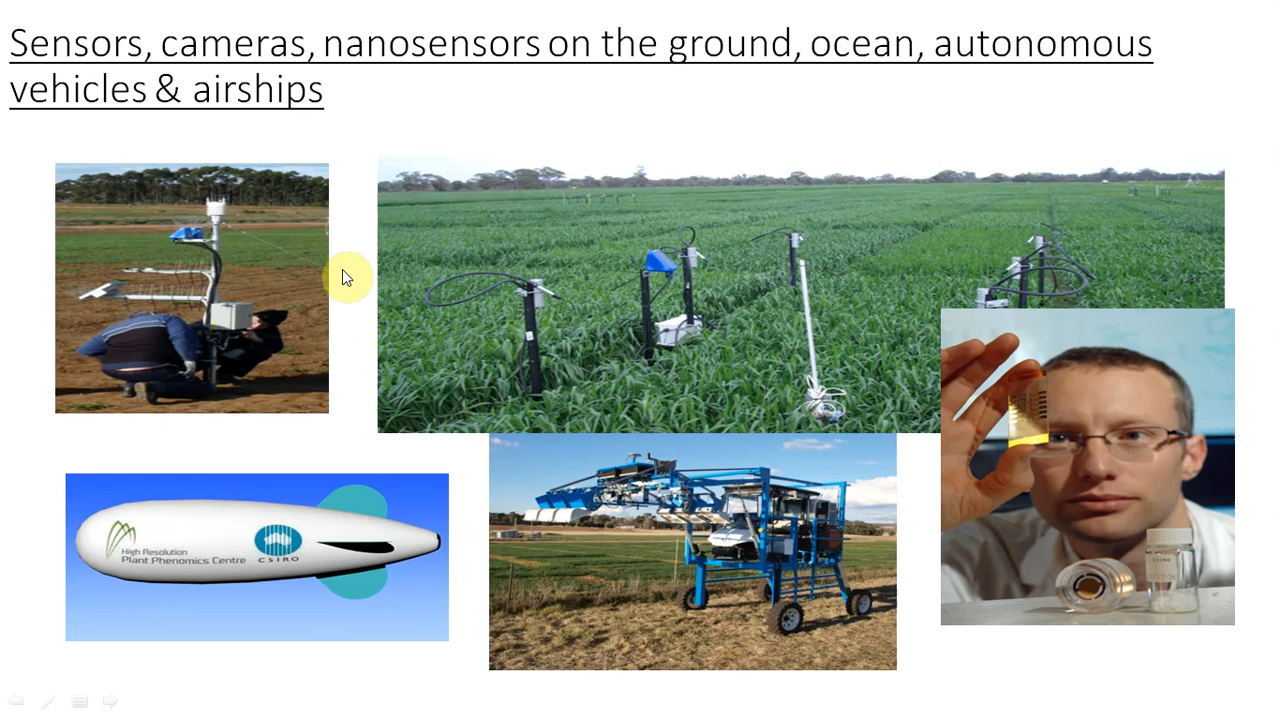 Sensors, cameras, nanosensors on the ground, ocean, autonomous
vehicles & airships
High Resolution
Plant Phenomics Centre
CSIRO